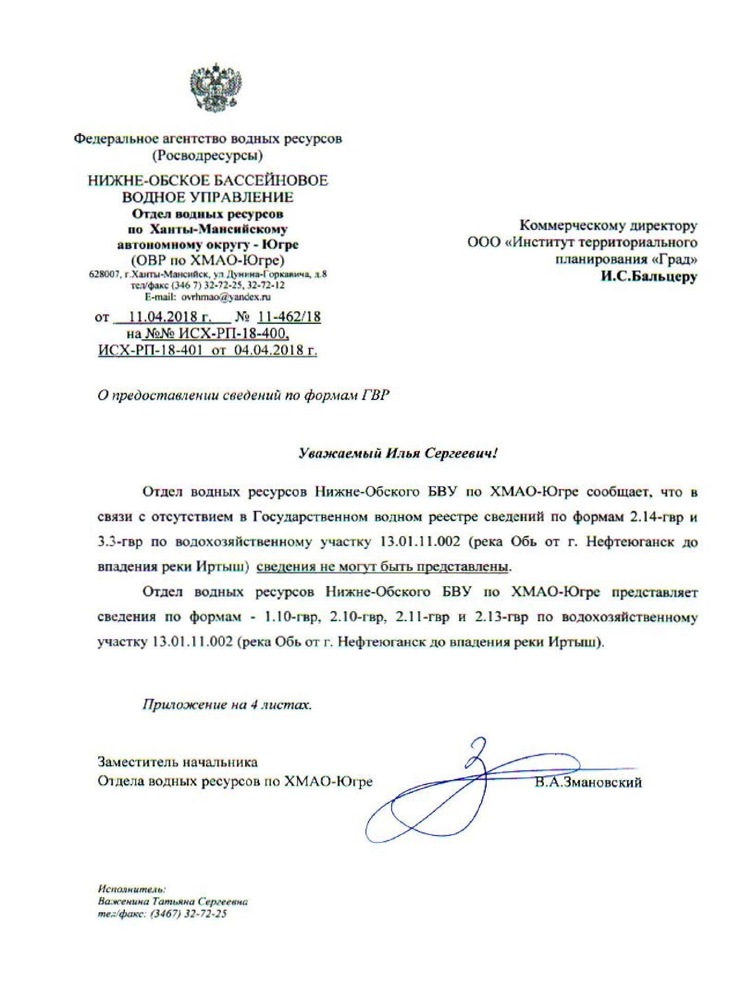 Федеральное агентство водных ресурсов
(Росводресурсы)
НИЖНЕ-ОБСКОЕ БАССЕЙНОВОЕ
ВОДНОЕ УПРАВЛЕНИЕ
Отдел водных ресурсов
по Ханты-Мансийскому
автономному округу - Югре
(ОВР по ХМАО-Югре)
628007, г.Ханты-Мансийск, ул.Дунина-Горкавича, д.8
тел/факс (346 7) 32-72-25, 32-72-12
E-mail: ovrhmao@yandex.ru
от 11.04.2018 г. № 11-462/18
на №№ ИСХ-РП-18-400,
ИСХ-РП-18-401 от 04.04.2018 г.
Коммерческому директору
ООО «Институт территориального
планирования «Град»
И.С.Бальцеру
О предоставлении сведений по формам ГВР
Уважаемый Илья Сергеевич!
Отдел водных ресурсов Нижне-Обского БВУ по ХМАО-Югре сообщает, что в
связи с отсутствием в Государственном водном реестре сведений по формам 2.14-гвр и
3.3-гвр по водохозяйственному участку 13.01.11.002 (река Обь от г. Нефтеюганск до
впадения реки Иртыш) сведения не могут быть представлены.
Отдел водных ресурсов Нижне-Обского БВУ по ХМАО-Югре представляет
сведения по формам - 1.10-гвр, 2.10-гвр, 2.11-гвр и 2.13-гвр по водохозяйственному
участку 13.01.11.002 (река Обь от г. Нефтеюганск до впадения реки Иртыш).
Приложение на 4 листах.
Заместитель начальника
Отдела водных ресурсов по ХМАО-Югре В.А.Змановский
Исполнитель:
Важенина Татьяна Сергеевна
тел/факс: (3467) 32-72-25